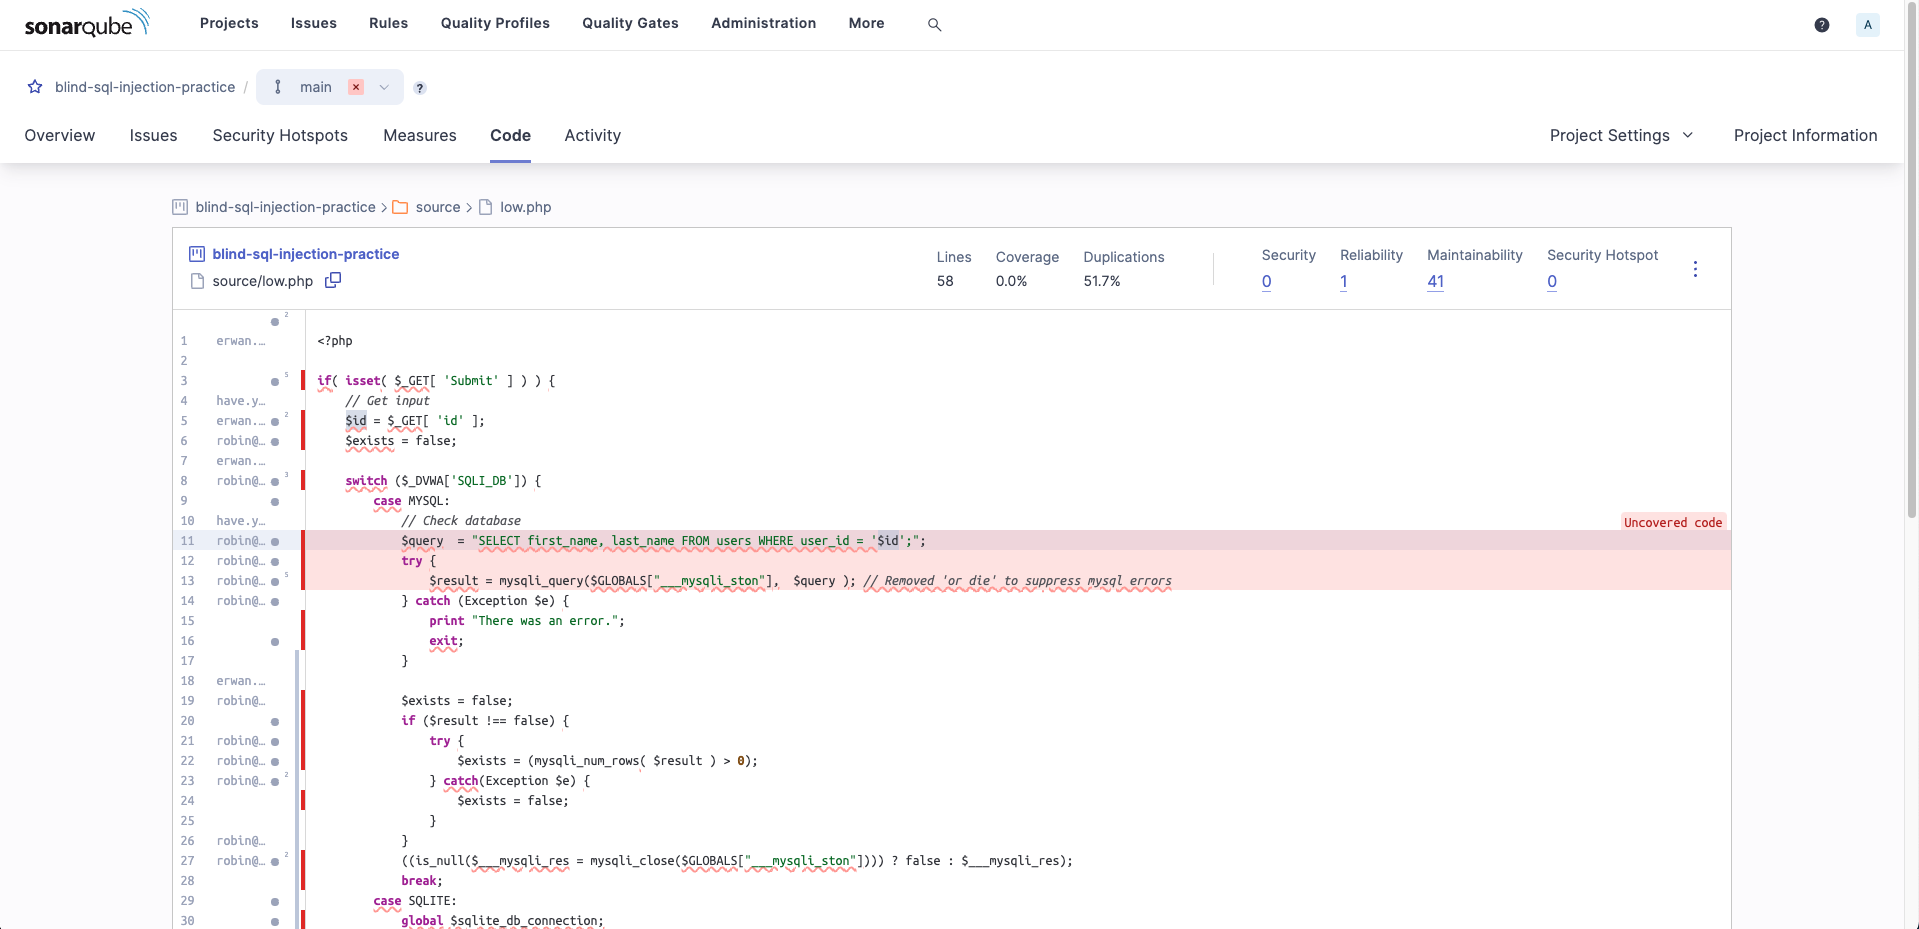 sonarqube Projects Issues Rules Quality Profiles Quality Gates Administration More ? A
blind-sql-injection-practice / main ?
Overview Issues Security Hotspots Measures Code Activity Project Settings Project Information
blind-sql-injection-practice > source > low.php
blind-sql-injection-practice
source/low.php
Lines Coverage Duplications Security Reliability Maintainability Security Hotspot
58 0.0% 51.7% 0 1 41 0
2
1 erwan.… <?php
2
3 5 if( isset( $_GET[ 'Submit' ] ) ) {
4 have.y… // Get input
5 erwan.… 2 $id = $_GET[ 'id' ];
6 robin@… $exists = false;
7 erwan.…
8 robin@… 3 switch ($_DVWA['SQLI_DB']) {
9 case MYSQL:
10 have.y… // Check database
Uncovered code
11 robin@… $query  = "SELECT first_name, last_name FROM users WHERE user_id = '$id';";
12 robin@… try {
13 robin@… 5 $result = mysqli_query($GLOBALS["___mysqli_ston"],  $query ); // Removed 'or die' to suppress mysql errors
14 robin@… } catch (Exception $e) {
15 print "There was an error.";
16 exit;
17 }
18 erwan.…
19 robin@… $exists = false;
20 if ($result !== false) {
21 robin@… try {
22 robin@… $exists = (mysqli_num_rows( $result ) > 0);
23 robin@… 2 } catch(Exception $e) {
24 $exists = false;
25 }
26 robin@… }
27 robin@… 2 ((is_null($___mysqli_res = mysqli_close($GLOBALS["___mysqli_ston"]))) ? false : $___mysqli_res);
28 break;
29 case SQLITE:
30 global $sqlite_db_connection;